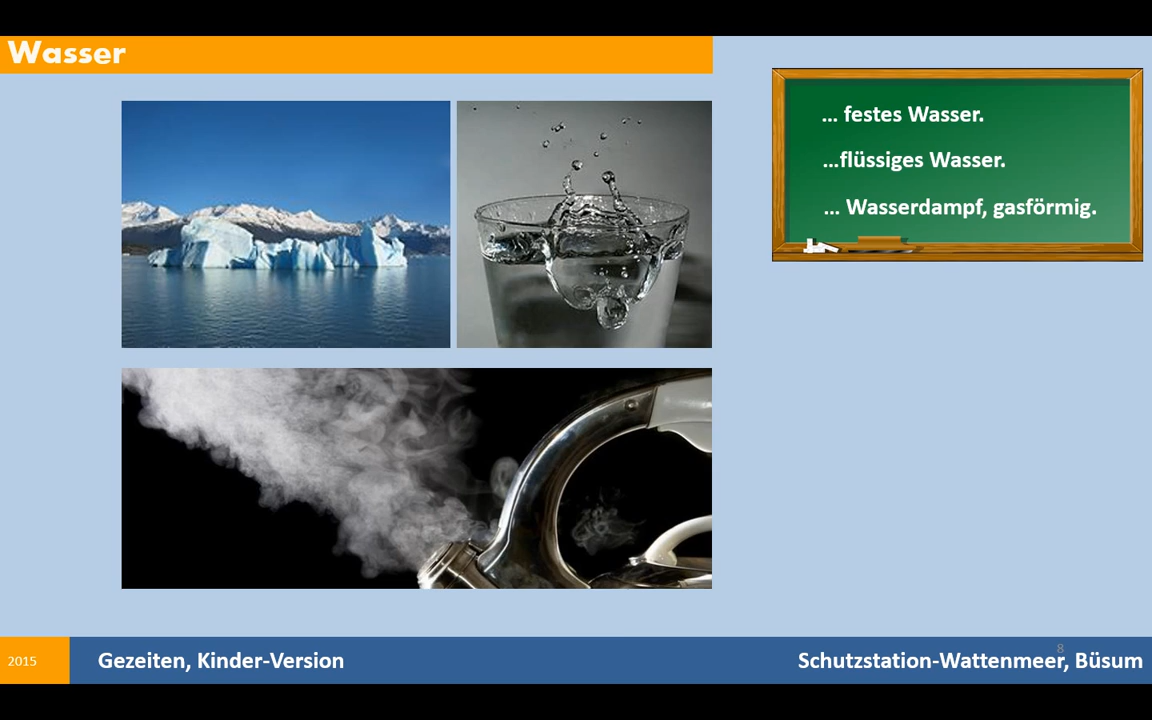 Wasser
... festes Wasser.
...flüssiges Wasser.
... Wasserdampf, gasförmig.
2015
Gezeiten, Kinder-Version
8
Schutzstation-Wattenmeer, Büsum